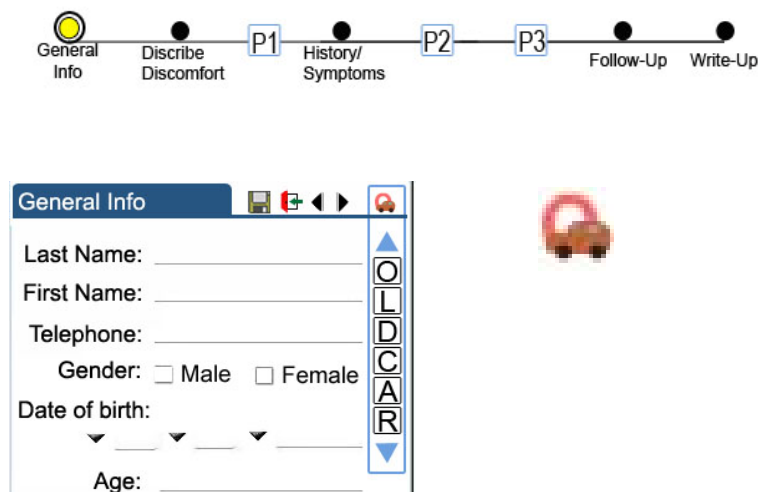 General
Info
Discribe
Discomfort
P1
History/
Symptoms
P2
P3
Follow-Up
Write-Up
General Info
Last Name:
First Name:
Telephone:
Gender: Male Female
Date of birth:
Age:
O
L
D
C
A
R